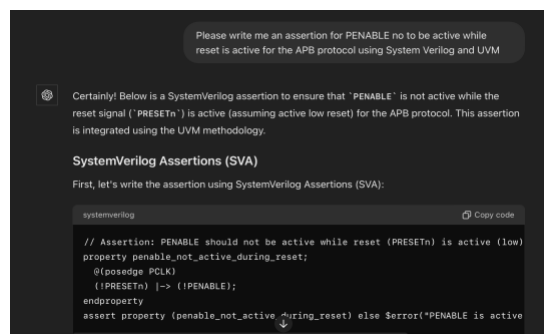 Please write me an assertion for PENABLE no to be active while
reset is active for the APB protocol using System Verilog and UVM
Certainly! Below is a SystemVerilog assertion to ensure that `PENABLE` is not active while the
reset signal (`PRESETn`) is active (assuming active low reset) for the APB protocol. This assertion
is integrated using the UVM methodology.
SystemVerilog Assertions (SVA)
First, let's write the assertion using SystemVerilog Assertions (SVA):
systemverilog
Copy code
// Assertion: PENABLE should not be active while reset (PRESETn) is active (low)
property penable_not_active_during_reset;
@(posedge PCLK)
(!PRESETn) |-> (!PENABLE);
endproperty
assert property (penable_not_active_during_reset) else $error("PENABLE is active